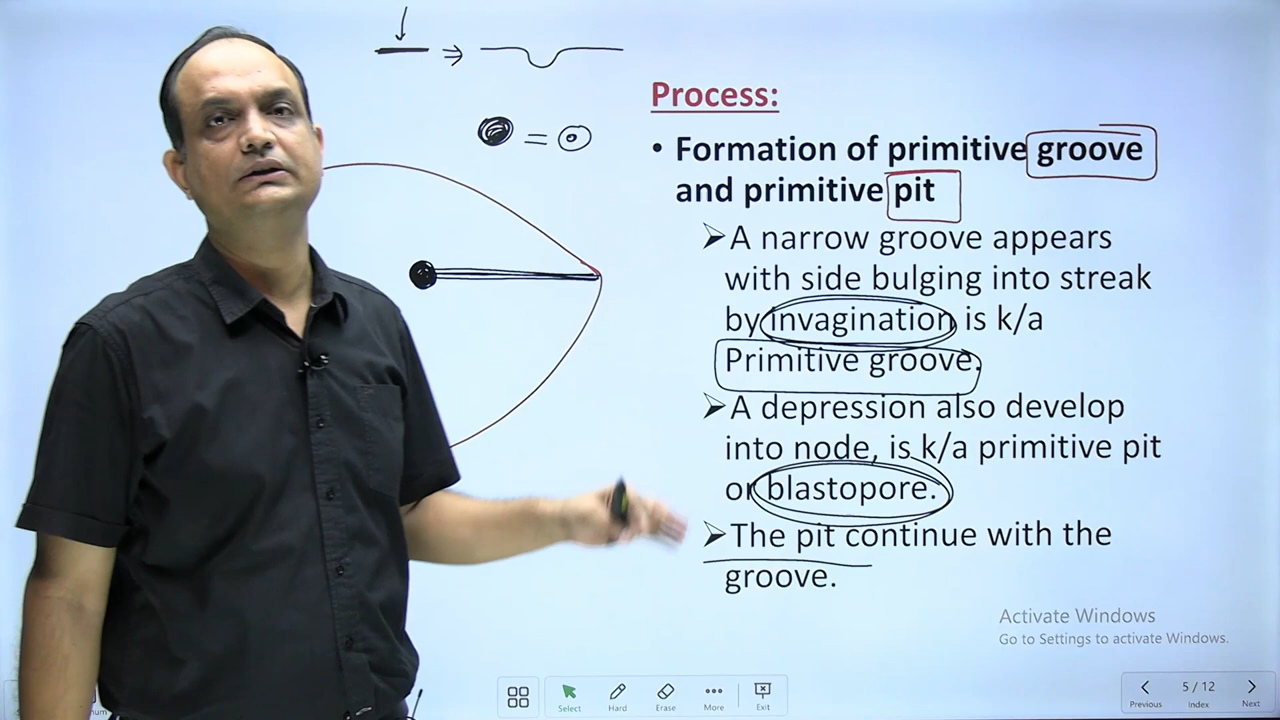 Process:
• Formation of primitive groove
and primitive pit
➢A narrow groove appears
with side bulging into streak
by invagination is k/a
Primitive groove.
➢A depression also develop
into node, is k/a primitive pit
or blastopore.
➢The pit continue with the
groove.
Activate Windows
Go to Settings to activate Windows.
Select
Hard
Erase
More
Exit
Previous
5 / 12
Index
Next